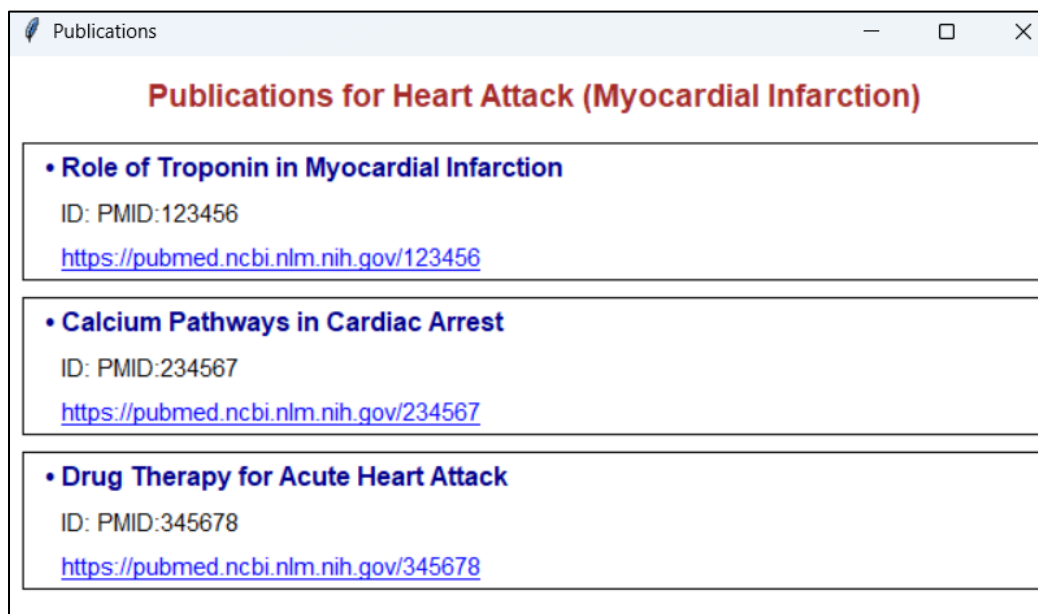 Publications
Publications for Heart Attack (Myocardial Infarction)
• Role of Troponin in Myocardial Infarction
ID: PMID:123456
https://pubmed.ncbi.nlm.nih.gov/123456
• Calcium Pathways in Cardiac Arrest
ID: PMID:234567
https://pubmed.ncbi.nlm.nih.gov/234567
• Drug Therapy for Acute Heart Attack
ID: PMID:345678
https://pubmed.ncbi.nlm.nih.gov/345678